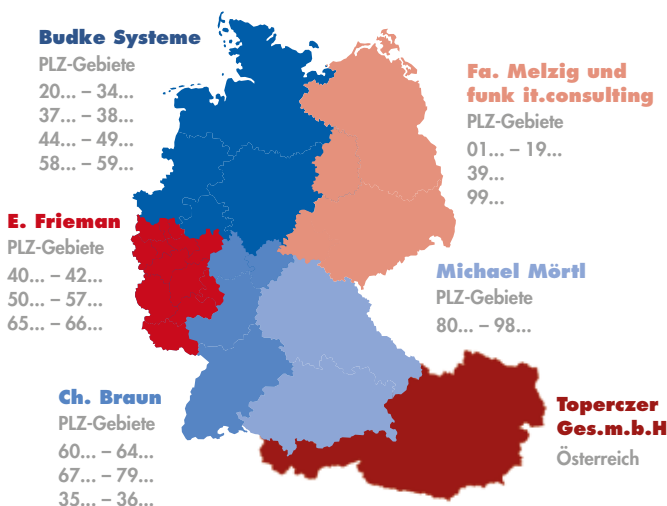 Budke Systeme
PLZ-Gebiete
20... – 34...
37... – 38...
44... – 49...
58... – 59...
Fa. Melzig und
funk it.consulting
PLZ-Gebiete
01... – 19...
39...
99...
E. Frieman
PLZ-Gebiete
40... – 42...
50... – 57...
65... – 66...
Michael Mörtl
PLZ-Gebiete
80... – 98...
Ch. Braun
PLZ-Gebiete
60... – 64...
67... – 79...
35... – 36...
Toperczer
Ges.m.b.H
Österreich